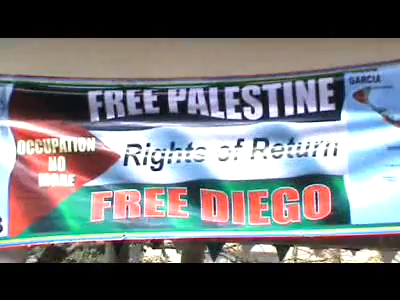 FREE PALESTINE
GARCIA
OCCUPATION
NO
MORE
Rights of Return
FREE DIEGO